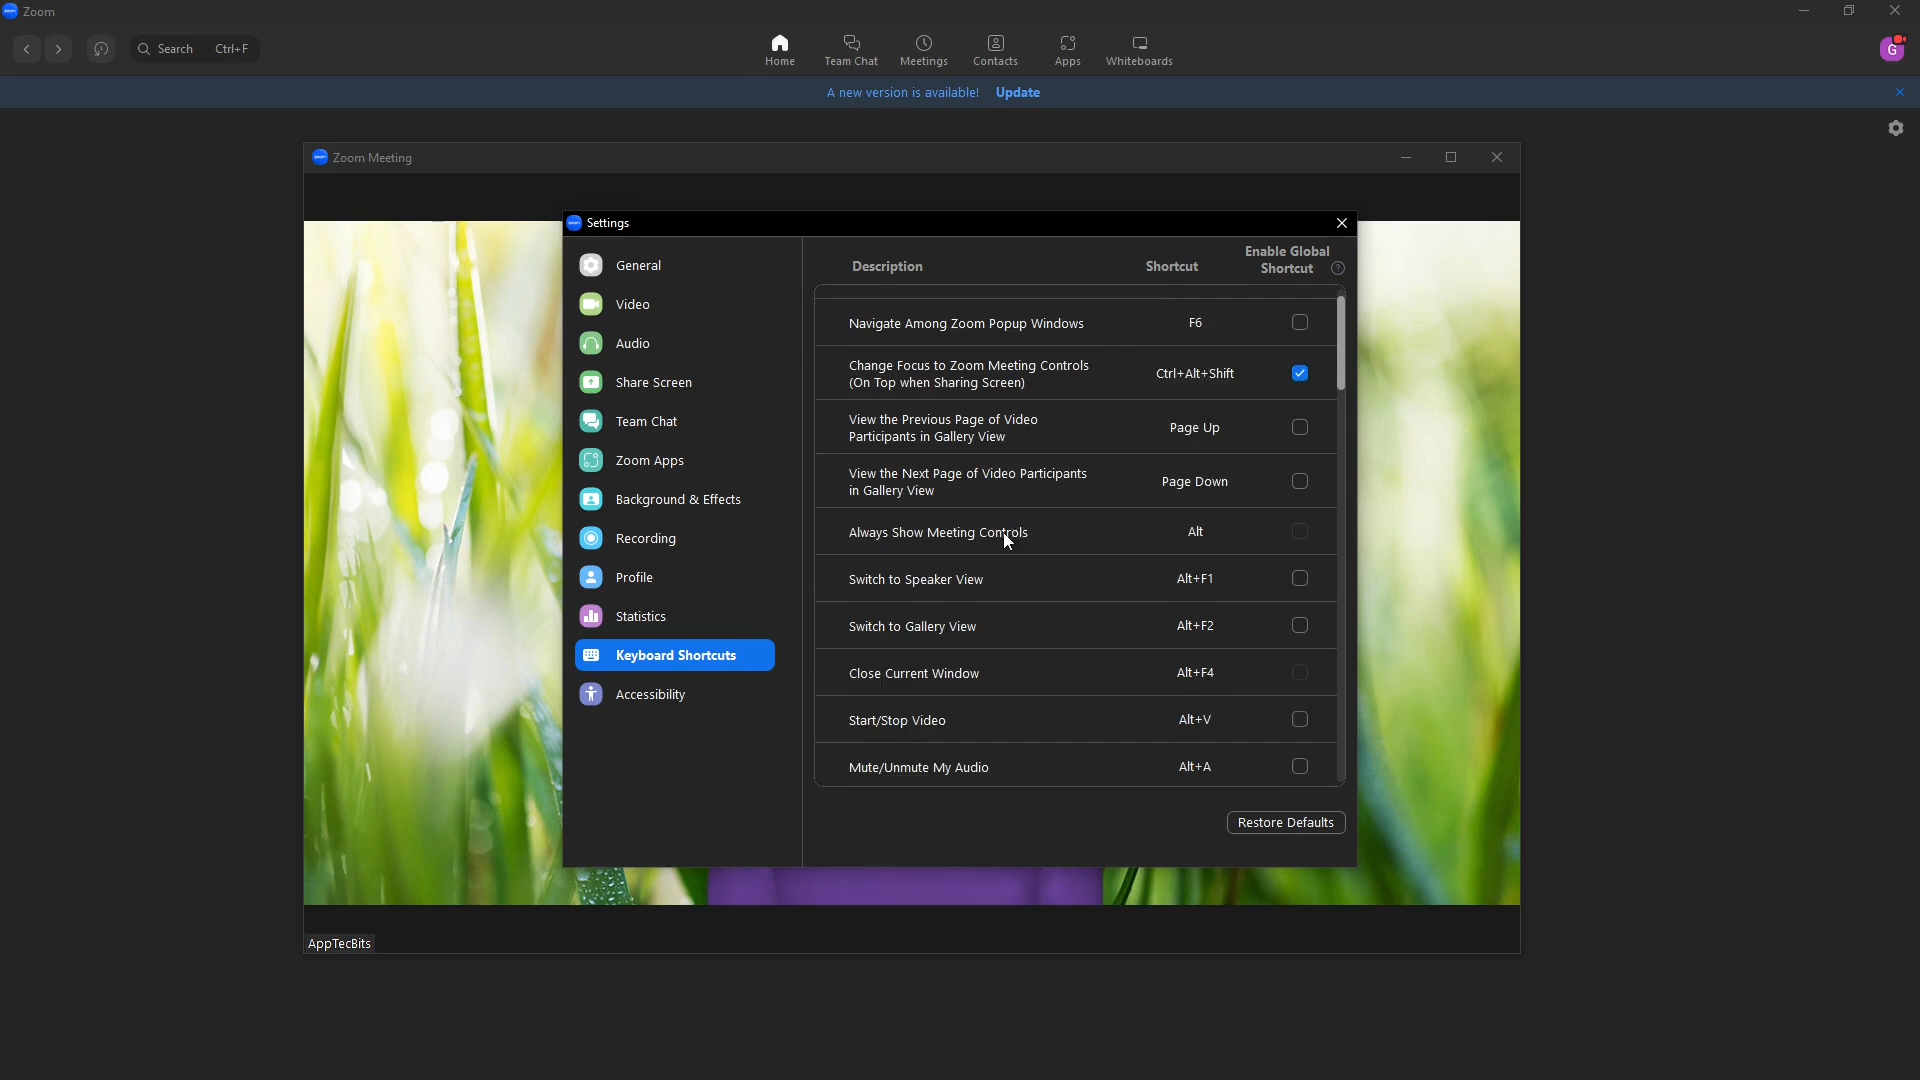 Zoom
Search Ctrl+F
Home
Team Chat
Meetings
Contacts
Apps
Whiteboards
G
A new version is available! Update
Zoom Meeting
Settings
General
Video
Audio
Share Screen
Team Chat
Zoom Apps
Background & Effects
Recording
Profile
Statistics
Keyboard Shortcuts
Accessibility
Description
Shortcut
Enable Global
Shortcut ?
Navigate Among Zoom Popup Windows
F6
Change Focus to Zoom Meeting Controls
(On Top when Sharing Screen)
Ctrl+Alt+Shift
View the Previous Page of Video
Participants in Gallery View
Page Up
View the Next Page of Video Participants
in Gallery View
Page Down
Always Show Meeting Controls
Alt
Switch to Speaker View
Alt+F1
Switch to Gallery View
Alt+F2
Close Current Window
Alt+F4
Start/Stop Video
Alt+V
Mute/Unmute My Audio
Alt+A
Restore Defaults
AppTecBits